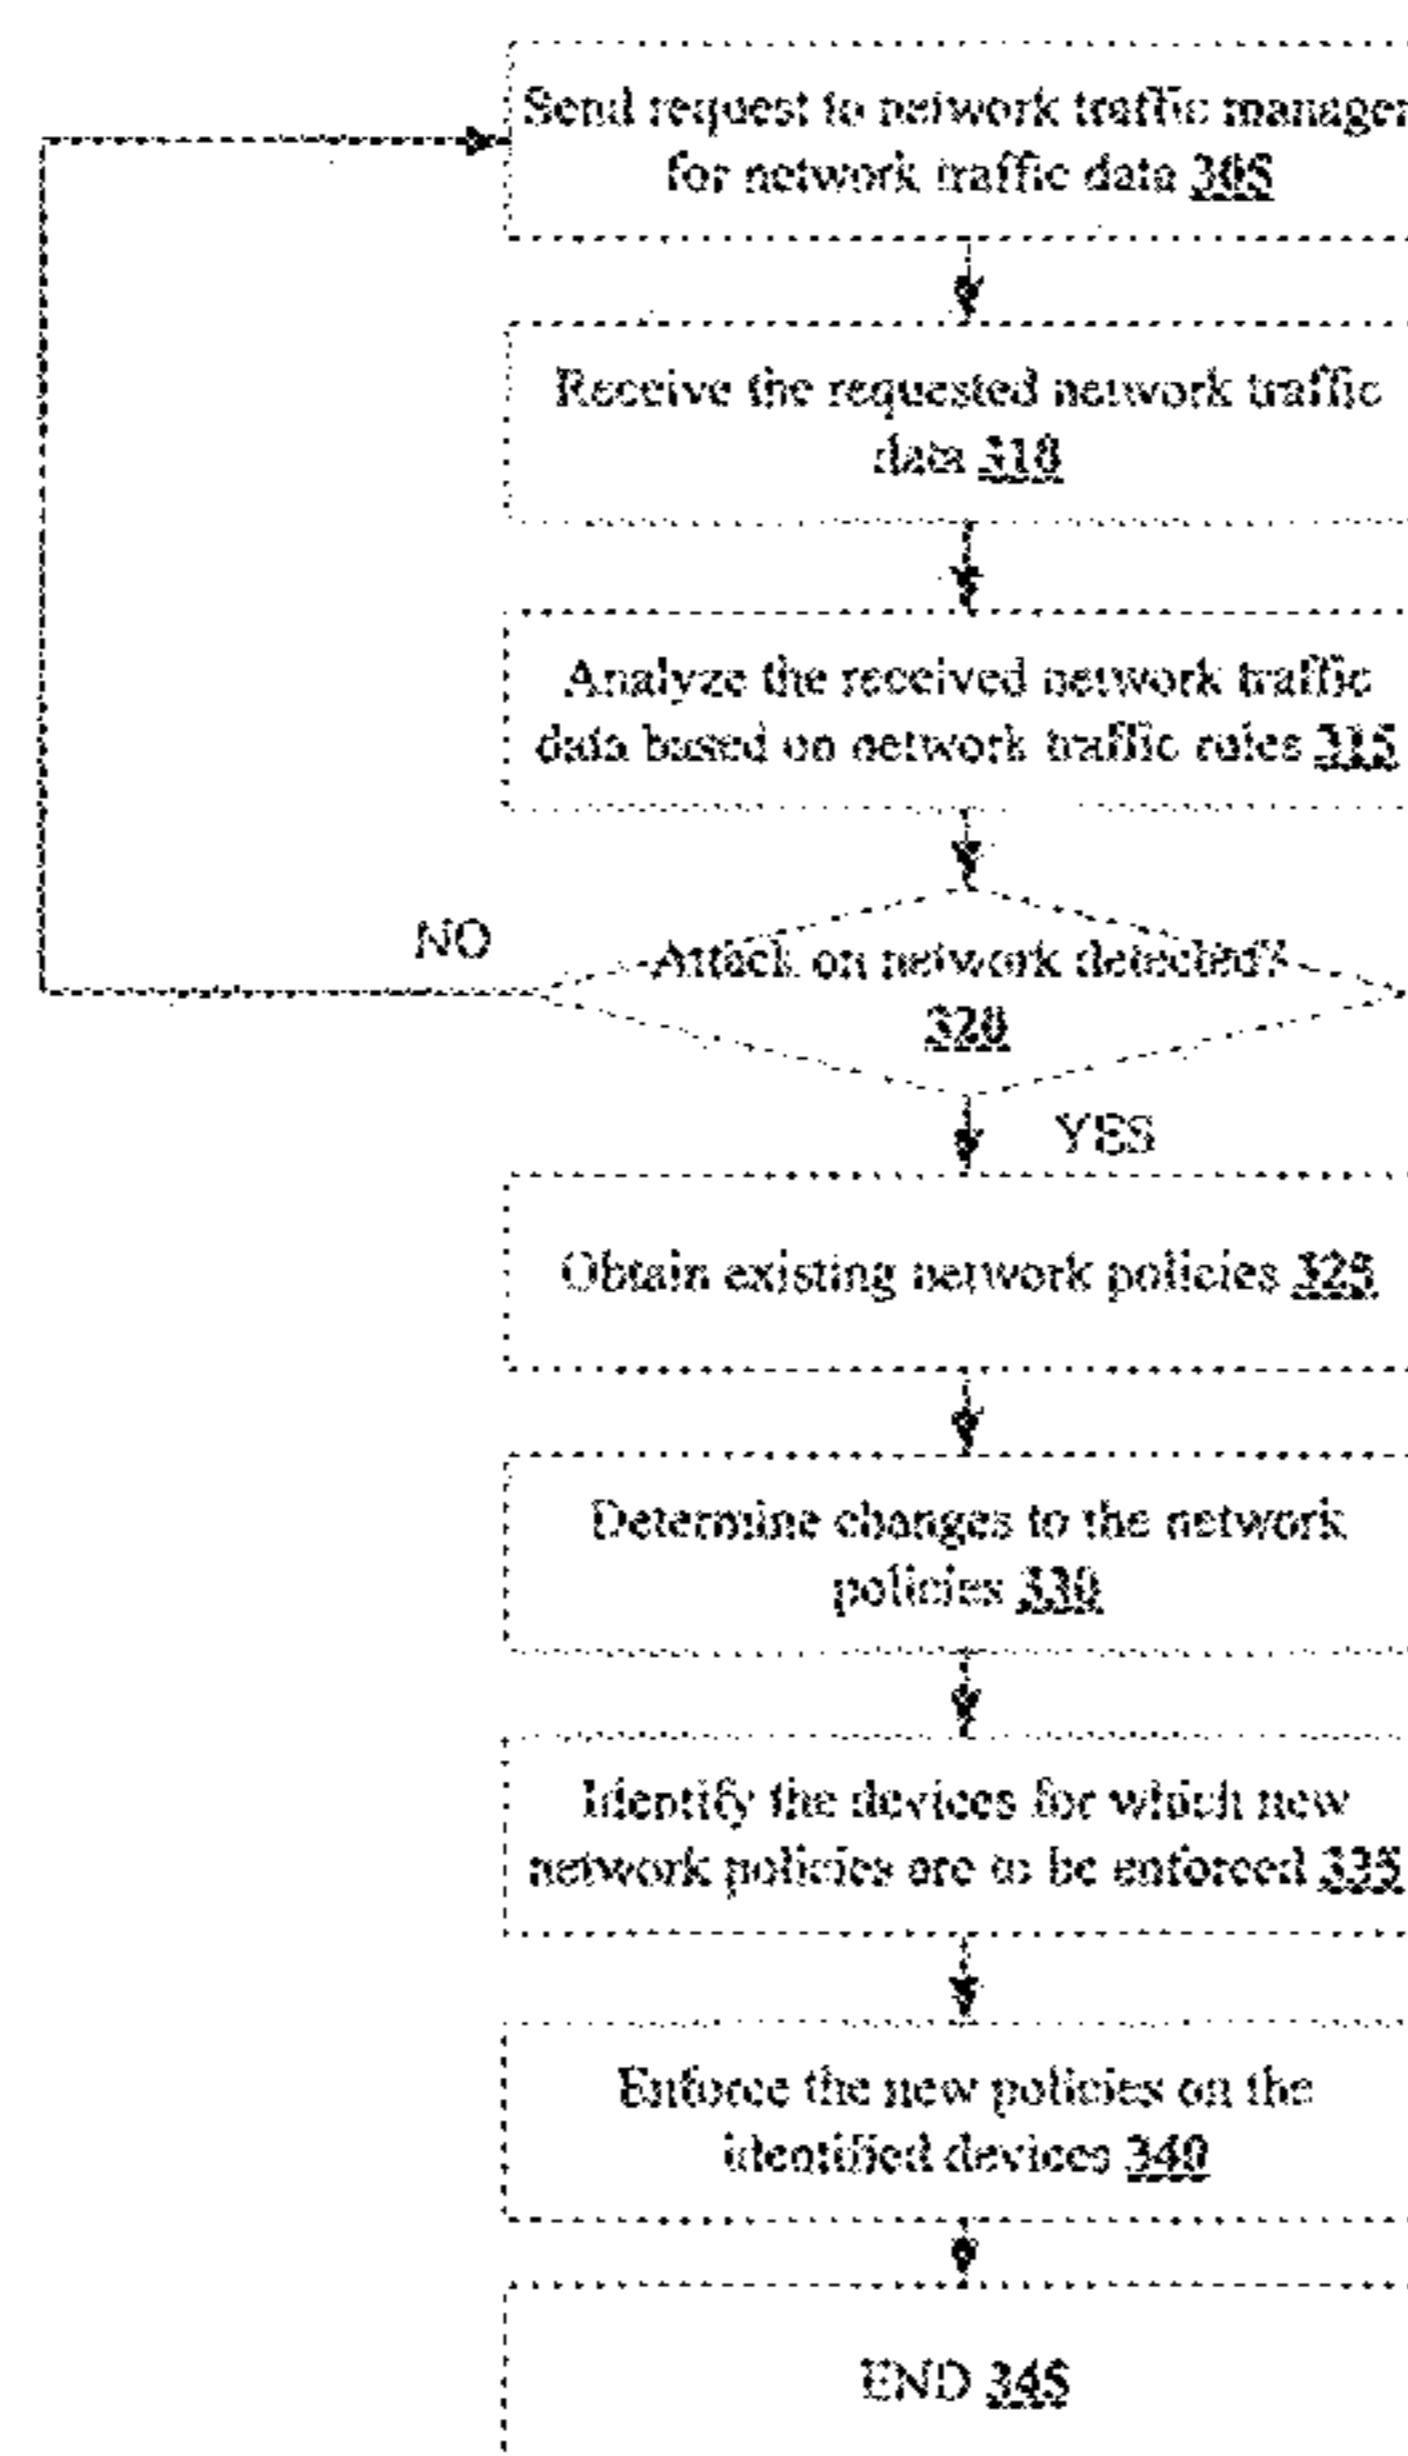 Send request to network traffic manager
for network traffic data 305
Receive the requested network traffic
data 310
Analyze the received network traffic
data based on network traffic rules 315
NO
Attack on network detected?
320
YES
Obtain existing network policies 325
Determine changes to the network
policies 330
Identify the devices for which new
network policies are to be enforced 335
Enforce the new policies on the
identified devices 340
END 345